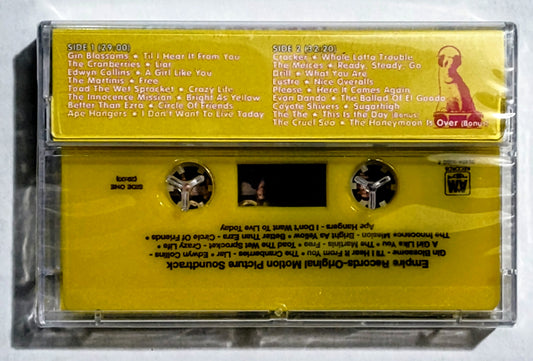 SIDE 1 (29:00)
Gin Blossoms • Til I Hear It From You
The Cranberries • Liar
Edwyn Collins • A Girl Like You
The Martinis • Free
Toad The Wet Sprocket • Crazy Life
The Innocence Mission • Bright As Yellow
Better Than Ezra • Circle Of Friends
Ape Hangers • I Don't Want To Live Today
SIDE 2 (32:20)
Cracker • Whole Lotta Trouble
The Meices • Ready, Steady, Go
Drill • What You Are
Lustre • Nice Overalls
Please • Here It Comes Again
Evan Dando • The Ballad Of El Goodo
Coyote Shivers • Sugarhigh
The The • This Is the Day (Bonus)
The Cruel Sea • The Honeymoon Is Over (Bonus)
Empire Records-Original Motion Picture Soundtrack
Gin Blossoms - Til I Hear It From You • The Cranberries - Liar • Edwyn Collins -
A Girl Like You • The Martinis - Free • Toad The Wet Sprocket - Crazy Life •
The Innocence Mission - Bright As Yellow • Better Than Ezra - Circle Of Friends
Ape Hangers - I Don't Want To Live Today
SIDE ONE
A&M
RECORDS